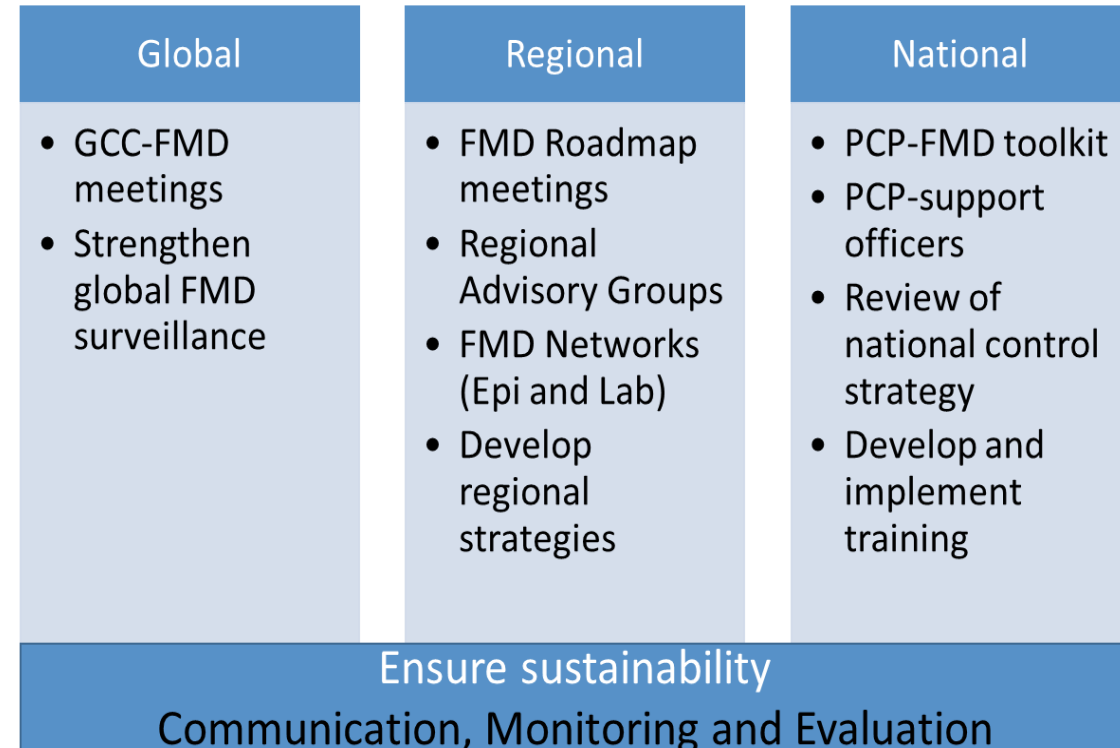 Global
• GCC-FMD
meetings
• Strengthen
global FMD
surveillance
Regional
• FMD Roadmap
meetings
• Regional
Advisory Groups
• FMD Networks
(Epi and Lab)
• Develop
regional
strategies
National
• PCP-FMD toolkit
• PCP-support
officers
• Review of
national control
strategy
• Develop and
implement
training
Ensure sustainability
Communication, Monitoring and Evaluation